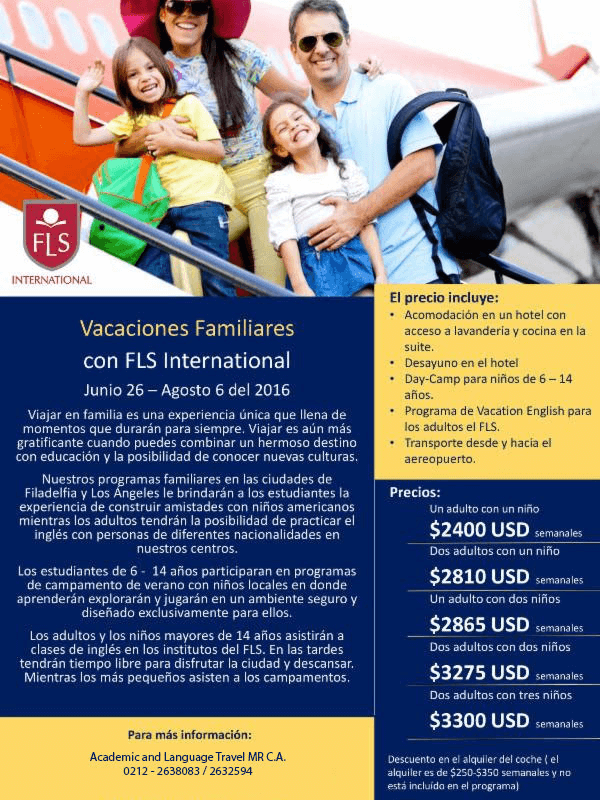 FLS
INTERNATIONAL
Vacaciones Familiares
con FLS International
Junio 26 – Agosto 6 del 2016
Viajar en familia es una experiencia única que llena de
momentos que durarán para siempre. Viajar es aún más
gratificante cuando puedes combinar un hermoso destino
con educación y la posibilidad de conocer nuevas culturas.
Nuestros programas familiares en las ciudades de
Filadelfia y Los Angeles le brindarán a los estudiantes la
experiencia de construir amistades con niños americanos
mientras los adultos tendrán la posibilidad de practicar el
inglés con personas de diferentes nacionalidades en
nuestros centros.
Los estudiantes de 6 - 14 años participaran en programas
de campamento de verano con niños locales en donde
aprenderán explorarán y jugarán en un ambiente seguro y
diseñado exclusivamente para ellos.
Los adultos y los niños mayores de 14 años asistirán a
clases de inglés en los institutos del FLS. En las tardes
tendrán tiempo libre para disfrutar la ciudad y descansar.
Mientras los más pequeños asisten a los campamentos.
Para más información:
Academic and Language Travel MR C.A.
0212 - 2638083 / 2632594
El precio incluye:
• Acomodación en un hotel con
acceso a lavandería y cocina en la
suite.
• Desayuno en el hotel
• Day-Camp para niños de 6 – 14
años.
• Programa de Vacation English para
los adultos el FLS.
• Transporte desde y hacía el
aereopuerto.
Precios:
Un adulto con un niño
$2400 USD semanales
Dos adultos con un niño
$2810 USD semanales
Un adulto con dos niños
$2865 USD semanales
Dos adultos con dos niños
$3275 USD semanales
Dos adultos con tres niños
$3300 USD semanales
Descuento en el alquiler del coche ( el
alquiler es de $250-$350 semanales y no
está incluído en el programa)